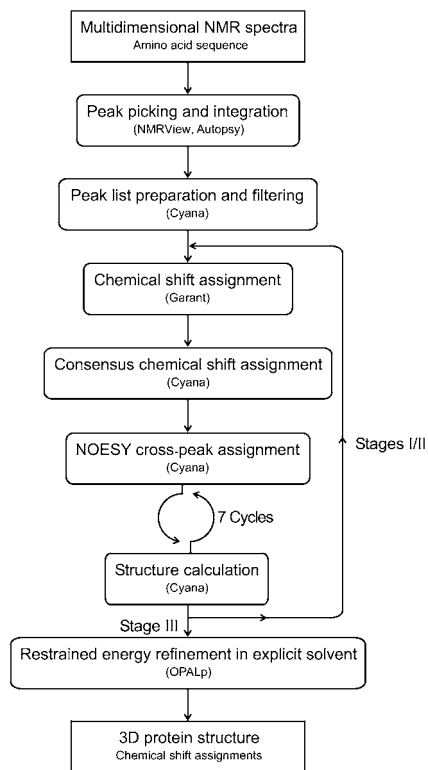 Multidimensional NMR spectra
Amino acid sequence
Peak picking and integration
(NMRView, Autopsy)
Peak list preparation and filtering
(Cyana)
Chemical shift assignment
(Garant)
Consensus chemical shift assignment
(Cyana)
NOESY cross-peak assignment
(Cyana)
Stages I/II
7 Cycles
Structure calculation
(Cyana)
Stage III
Restrained energy refinement in explicit solvent
(OPALp)
3D protein structure
Chemical shift assignments